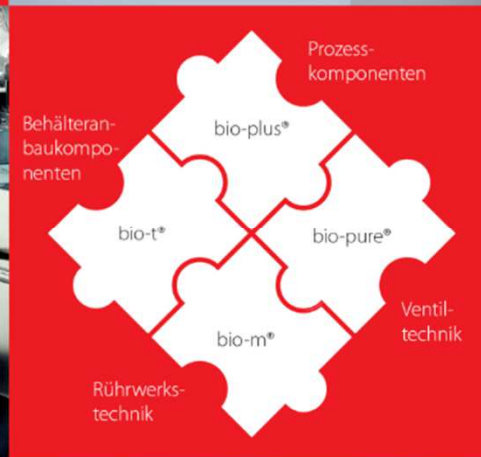 Prozess-
komponenten
bio-plus®
Behälteran-
baukompo-
nenten
bio-t®
bio-pure®
Ventil-
technik
bio-m®
Rührwerks-
technik